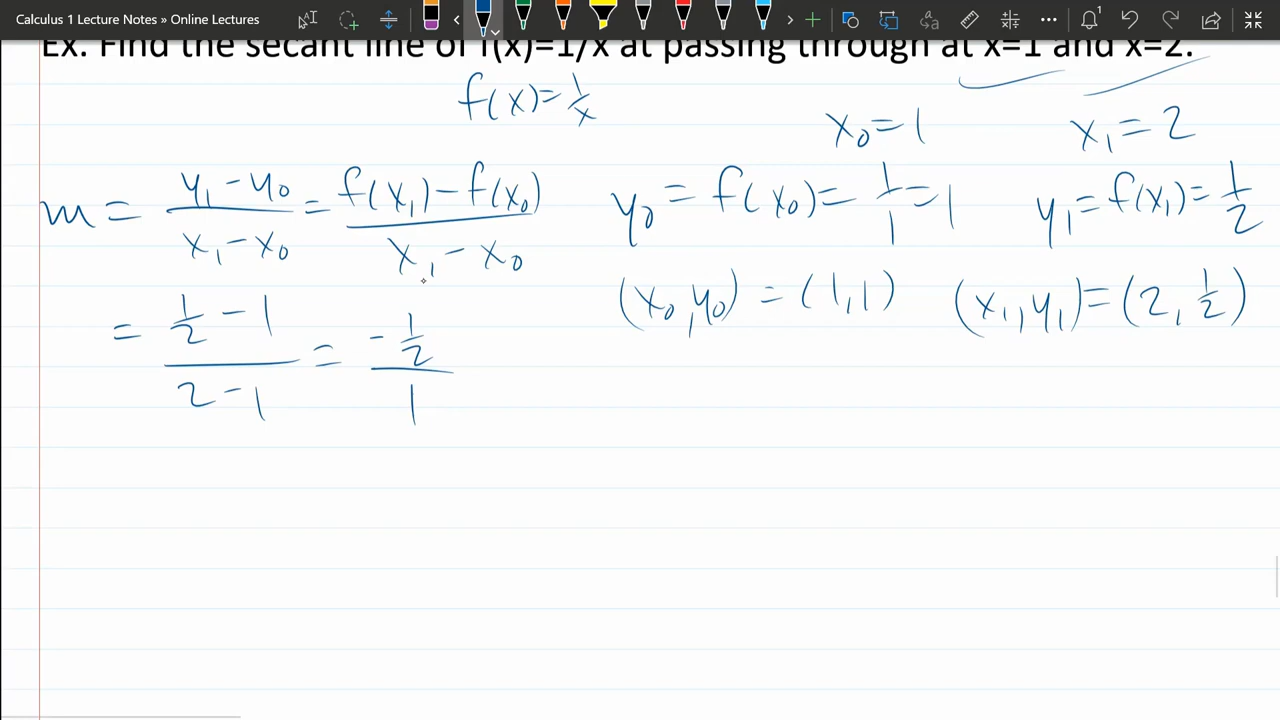 Calculus 1 Lecture Notes » Online Lectures
Ex. Find the secant line of f(x)=1/x at passing through at x=1 and x=2.
f(x)=1/x
x₀=1
x₁=2
m = (y₁-y₀)/(x₁-x₀) = (f(x₁)-f(x₀))/(x₁-x₀)
y₀=f(x₀)=1/1=1
y₁=f(x₁)=1/2
(x₀,y₀)=(1,1)
(x₁,y₁)=(2,1/2)
= (1/2-1)/(2-1) = (-1/2)/1